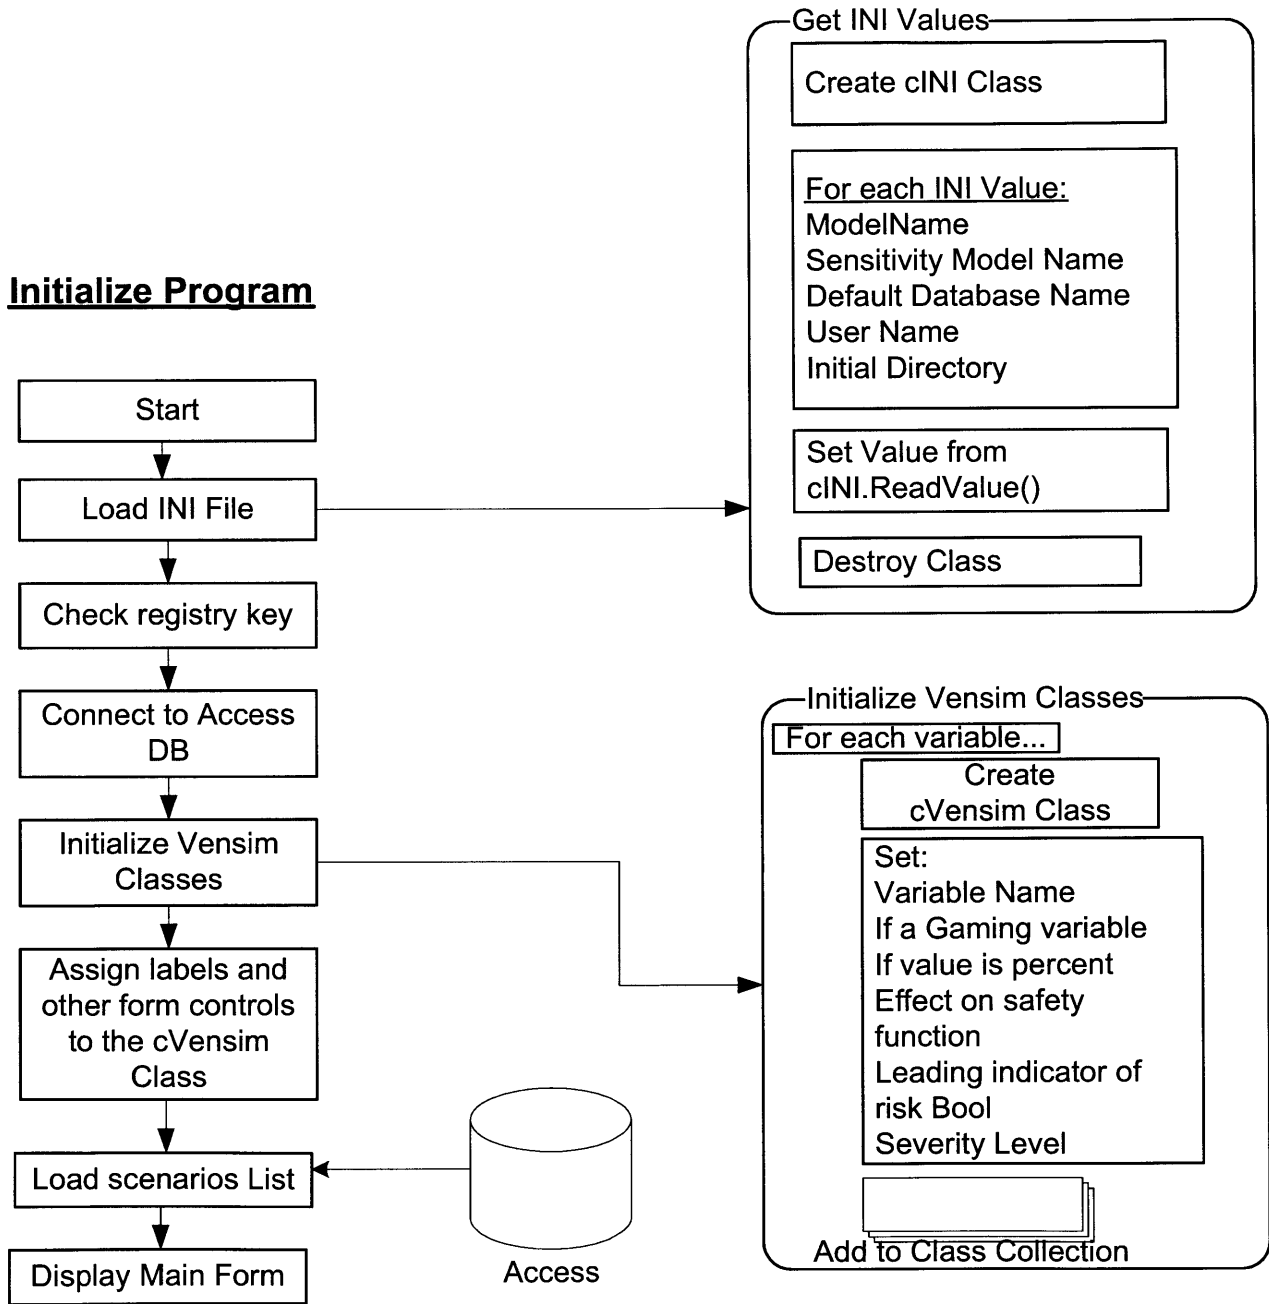 Initialize Program
Start
Load INI File
Check registry key
Connect to Access
DB
Initialize Vensim
Classes
Assign labels and
other form controls
to the cVensim
Class
Load scenarios List
Display Main Form
Access
Get INI Values
Create cINI Class
For each INI Value:
ModelName
Sensitivity Model Name
Default Database Name
User Name
Initial Directory
Set Value from
cINI.ReadValue()
Destroy Class
Initialize Vensim Classes
For each variable...
Create
cVensim Class
Set:
Variable Name
If a Gaming variable
If value is percent
Effect on safety
function
Leading indicator of
risk Bool
Severity Level
Add to Class Collection